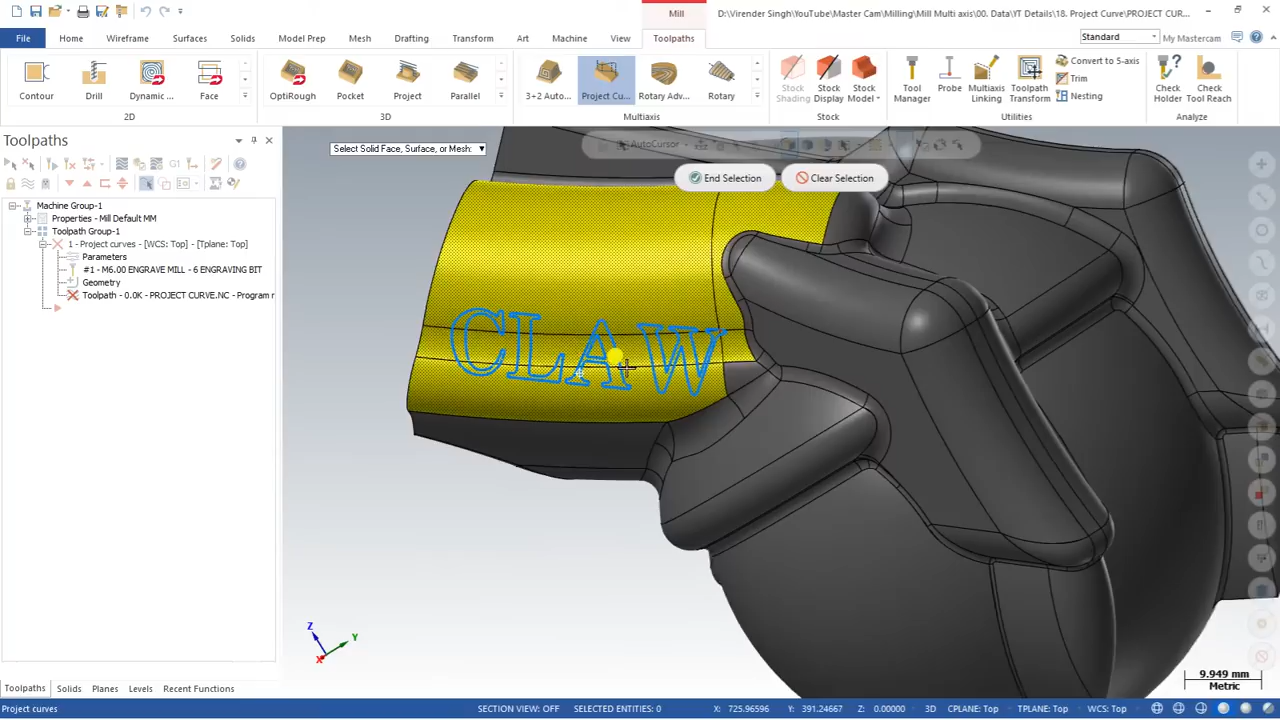 Mill
D:\Virender Singh\YouTube\Master Cam\Milling\Mill Multi axis\00. Data\YT Details\18. Project Curve\PROJECT CURV...
File Home Wireframe Surfaces Solids Model Prep Mesh Drafting Transform Art Machine View Toolpaths Standard My Mastercam
Contour Drill Dynamic ... Face OptiRough Pocket Project Parallel 3+2 Auto... Project Cu... Rotary Adv... Rotary Stock Shading Stock Display Stock Model Tool Manager Probe Multiaxis Linking Toolpath Transform Convert to 5-axis Trim Nesting Check Holder Check Tool Reach
2D 3D Multiaxis Stock Utilities Analyze
Toolpaths
Select Solid Face, Surface, or Mesh:
AutoCursor
End Selection Clear Selection
G1
Machine Group-1
Properties - Mill Default MM
Toolpath Group-1
1 - Project curves - [WCS: Top] - [Tplane: Top]
Parameters
#1 - M6.00 ENGRAVE MILL - 6 ENGRAVING BIT
Geometry
Toolpath - 0.0K - PROJECT CURVE.NC - Program r
CLAW
Z
Y
X
9.949 mm
Metric
Toolpaths Solids Planes Levels Recent Functions
Project curves SECTION VIEW: OFF SELECTED ENTITIES: 0 X: 725.96596 Y: 391.24667 Z: 0.00000 3D CPLANE: Top TPLANE: Top WCS: Top